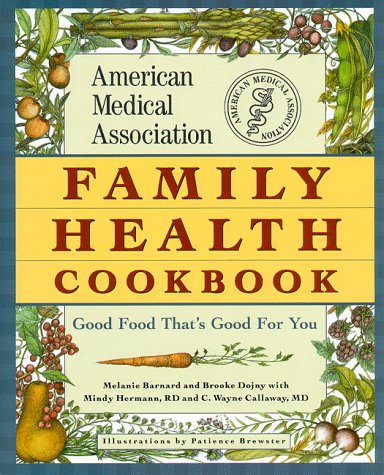 American
Medical
Association
AMERICAN MEDICAL ASSOCIATION
FAMILY
HEALTH
COOKBOOK
Good Food That's Good For You
Melanie Barnard and Brooke Dojny with
Mindy Hermann, RD and C. Wayne Callaway, MD
Illustrations by Patience Brewster